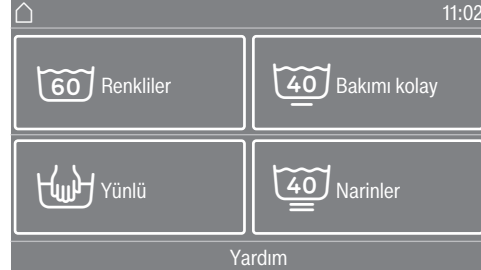 11:02
60 Renkliler
40 Bakımı kolay
Yünlü
40 Narinler
Yardım